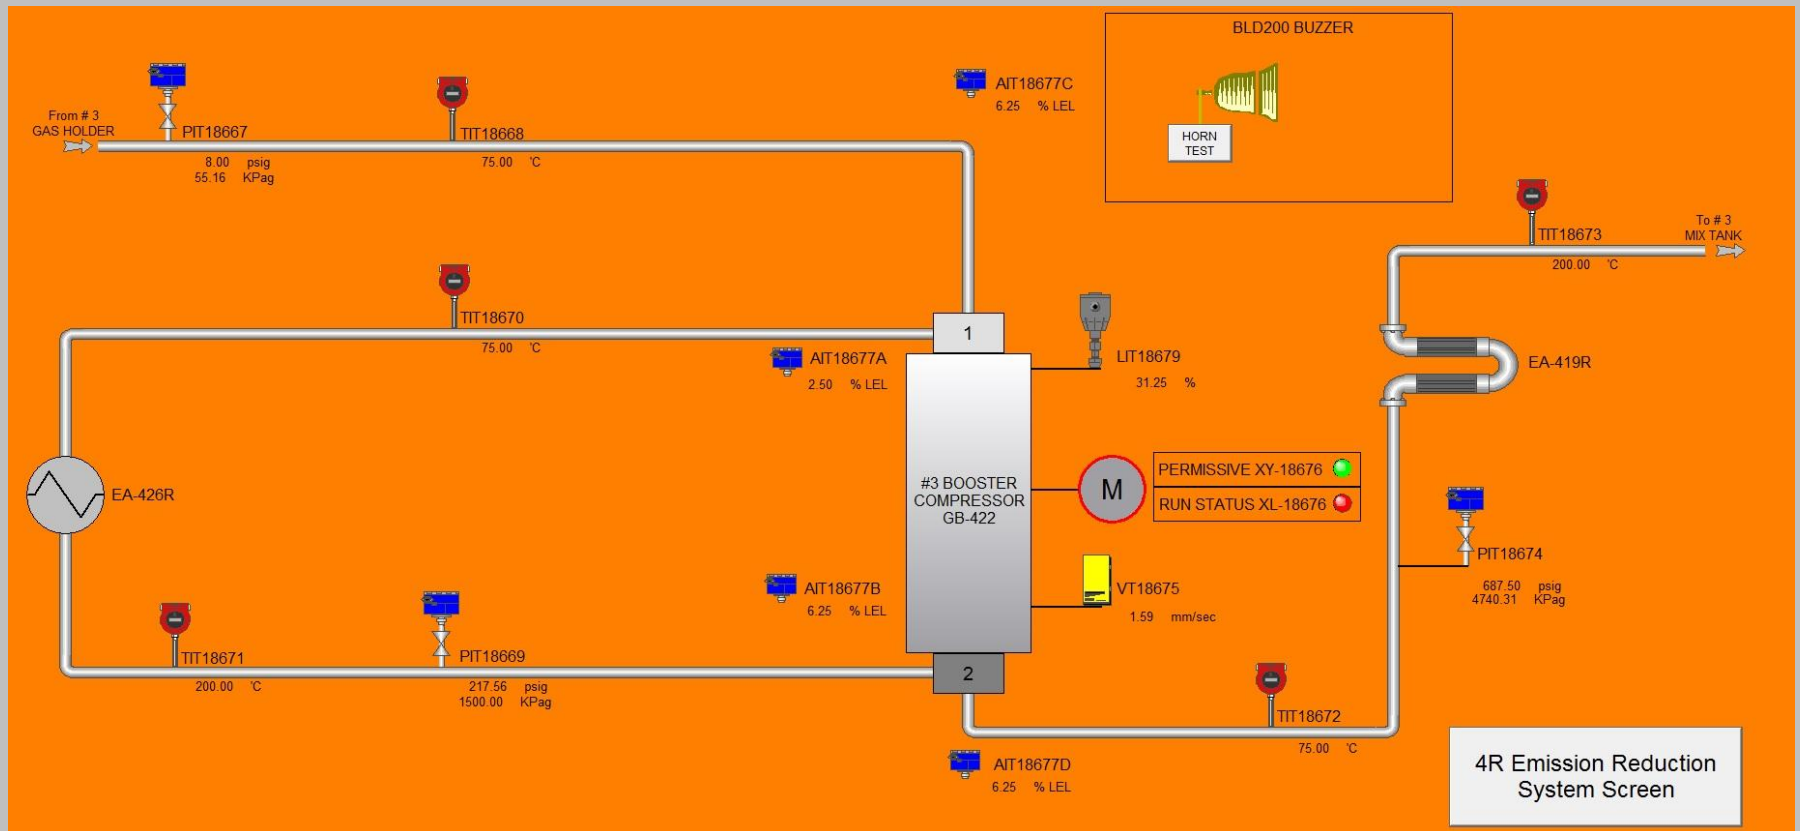 BLD200 BUZZER
HORN
TEST
AIT18677C
6.25 % LEL
From # 3
GAS HOLDER
PIT18667
8.00 psig
55.16 KPag
TIT18668
75.00 'C
TIT18673
200.00 'C
To # 3
MIX TANK
TIT18670
75.00 'C
1
AIT18677A
2.50 % LEL
LIT18679
31.25 %
EA-419R
EA-426R
#3 BOOSTER
COMPRESSOR
GB-422
M
PERMISSIVE XY-18676
RUN STATUS XL-18676
PIT18674
687.50 psig
4740.31 KPag
AIT18677B
6.25 % LEL
VT18675
1.59 mm/sec
TIT18671
200.00 'C
PIT18669
217.56 psig
1500.00 KPag
2
TIT18672
75.00 'C
AIT18677D
6.25 % LEL
4R Emission Reduction
System Screen